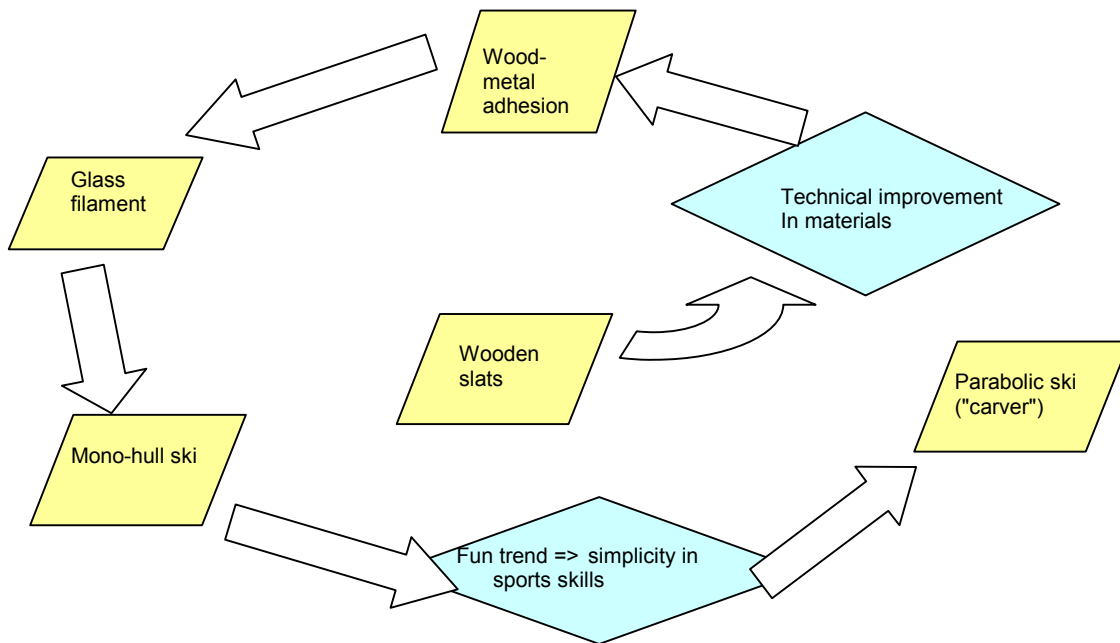 Wood-
metal
adhesion
Glass
filament
Technical improvement
In materials
Wooden
slats
Parabolic ski
("carver")
Mono-hull ski
Fun trend => simplicity in
sports skills